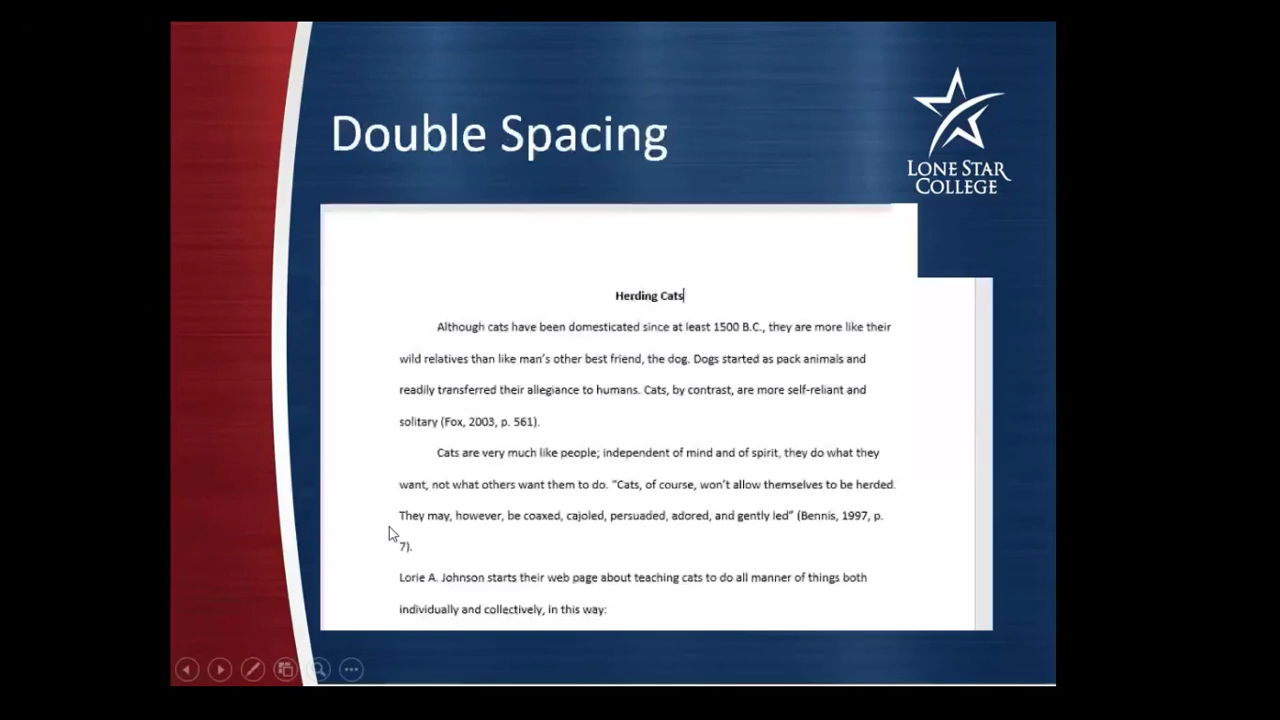 Double Spacing
LONE STAR
COLLEGE
Herding Cats
Although cats have been domesticated since at least 1500 B.C., they are more like their
wild relatives than like man's other best friend, the dog. Dogs started as pack animals and
readily transferred their allegiance to humans. Cats, by contrast, are more self-reliant and
solitary (Fox, 2003, p. 561).
Cats are very much like people; independent of mind and of spirit, they do what they
want, not what others want them to do. "Cats, of course, won't allow themselves to be herded.
They may, however, be coaxed, cajoled, persuaded, adored, and gently led" (Bennis, 1997, p.
7).
Lorie A. Johnson starts their web page about teaching cats to do all manner of things both
individually and collectively, in this way: